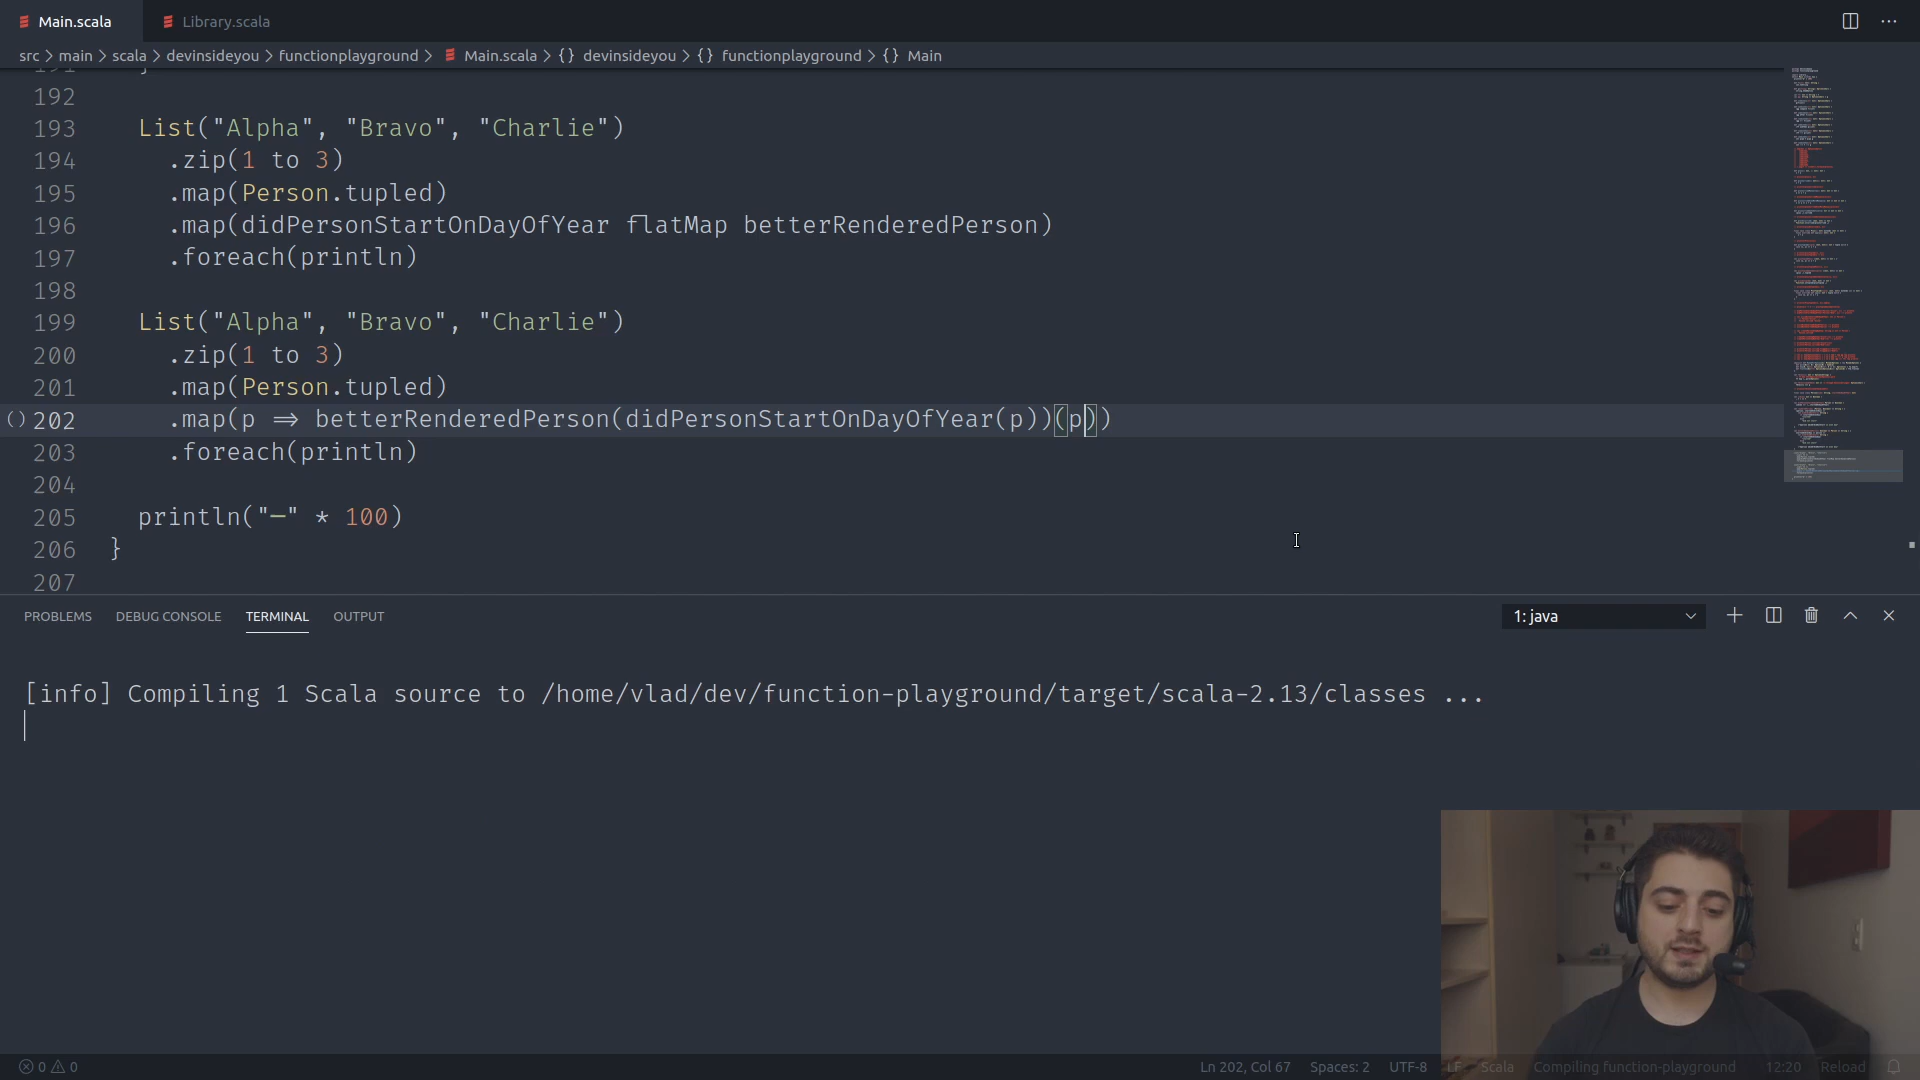 Main.scala
Library.scala
src > main > scala > devinsideyou > functionplayground > Main.scala > {} devinsideyou > {} functionplayground > {} Main
192
193 List("Alpha", "Bravo", "Charlie")
194 .zip(1 to 3)
195 .map(Person.tupled)
196 .map(didPersonStartOnDayOfYear flatMap betterRenderedPerson)
197 .foreach(println)
198
199 List("Alpha", "Bravo", "Charlie")
200 .zip(1 to 3)
201 .map(Person.tupled)
() 202 .map(p ⇒ betterRenderedPerson(didPersonStartOnDayOfYear(p))(p))
203 .foreach(println)
204
205 println("─" * 100)
206 }
207
PROBLEMS DEBUG CONSOLE TERMINAL OUTPUT
1: java
[info] Compiling 1 Scala source to /home/vlad/dev/function-playground/target/scala-2.13/classes ...
0 0
Ln 202, Col 67 Spaces: 2 UTF-8 LF Scala Compiling function-playground 12:20 Reload